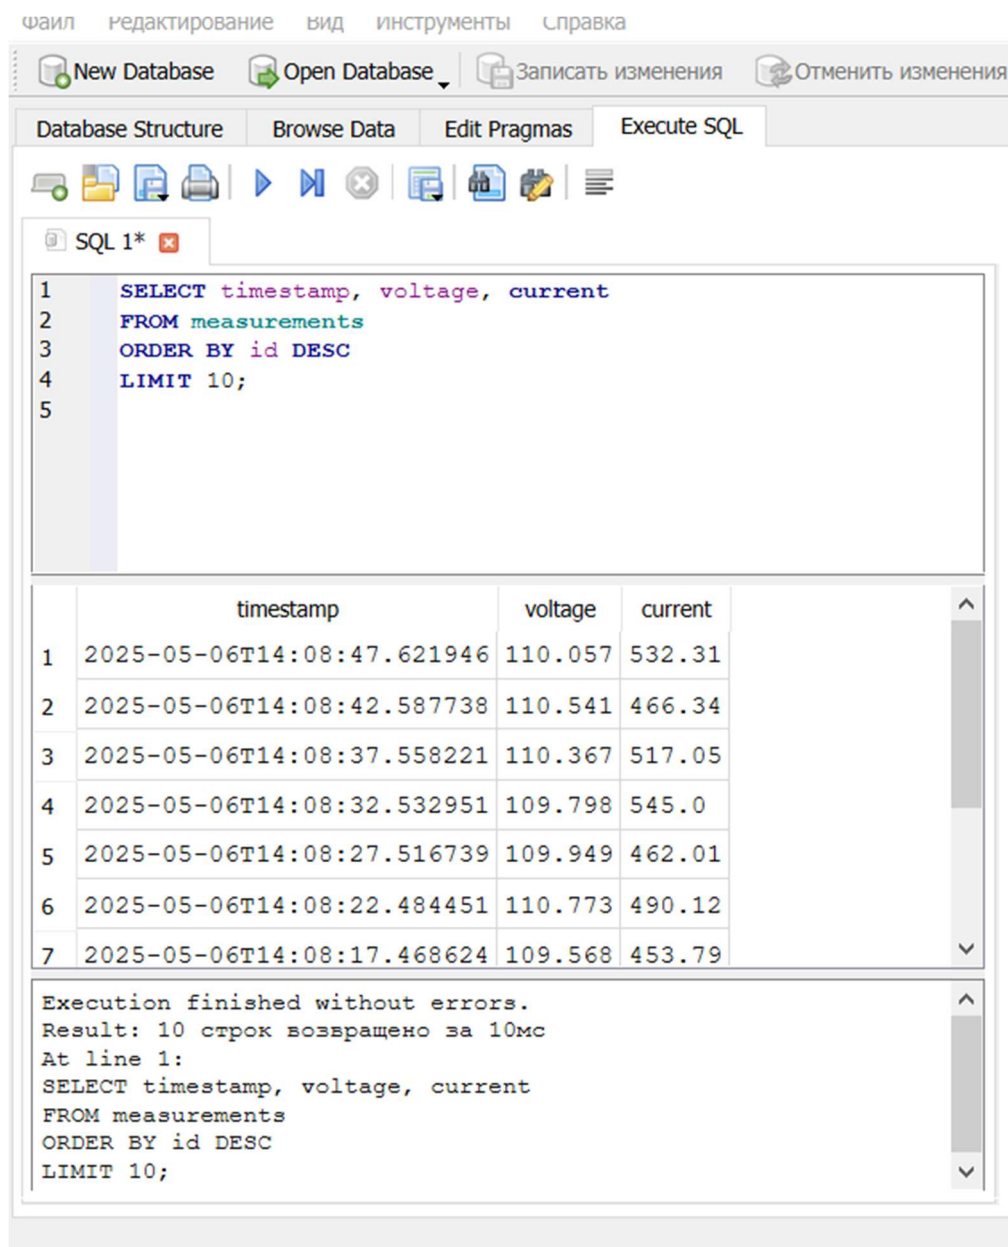 Файл Редактирование Вид Инструменты Справка
New Database Open Database Записать изменения Отменить изменения
Database Structure Browse Data Edit Pragmas Execute SQL
SQL 1*
1 SELECT timestamp, voltage, current
2 FROM measurements
3 ORDER BY id DESC
4 LIMIT 10;
5
timestamp voltage current
1 2025-05-06T14:08:47.621946 110.057 532.31
2 2025-05-06T14:08:42.587738 110.541 466.34
3 2025-05-06T14:08:37.558221 110.367 517.05
4 2025-05-06T14:08:32.532951 109.798 545.0
5 2025-05-06T14:08:27.516739 109.949 462.01
6 2025-05-06T14:08:22.484451 110.773 490.12
7 2025-05-06T14:08:17.468624 109.568 453.79
Execution finished without errors.
Result: 10 строк возвращено за 10мс
At line 1:
SELECT timestamp, voltage, current
FROM measurements
ORDER BY id DESC
LIMIT 10;